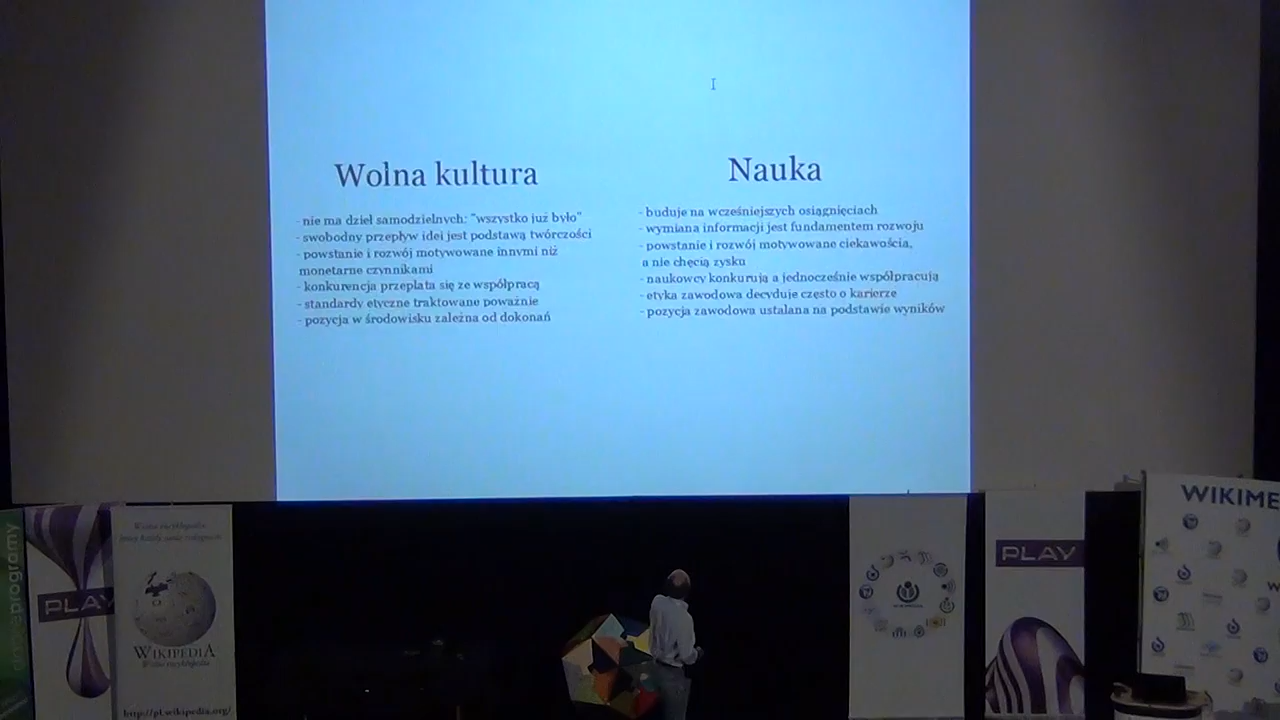 Wolna kultura
- nie ma dzieł samodzielnych: "wszystko już było"
- swobodny przepływ idei jest podstawą twórczości
- powstanie i rozwój motywowane innymi niż
monetarne czynnikami
- konkurencja przeplata się ze współpracą
- standardy etyczne traktowane poważnie
- pozycja w środowisku zależna od dokonań
Nauka
- buduje na wcześniejszych osiągnięciach
- wymiana informacji jest fundamentem rozwoju
- powstanie i rozwój motywowane ciekawością,
a nie chęcią zysku
- naukowcy konkurują a jednocześnie współpracują
- etyka zawodowa decyduje często o karierze
- pozycja zawodowa ustalana na podstawie wyników
programy
PLAY
WIKIPEDIA
Wolna encyklopedia
http://pl.wikipedia.org/
PLAY
WIKIME